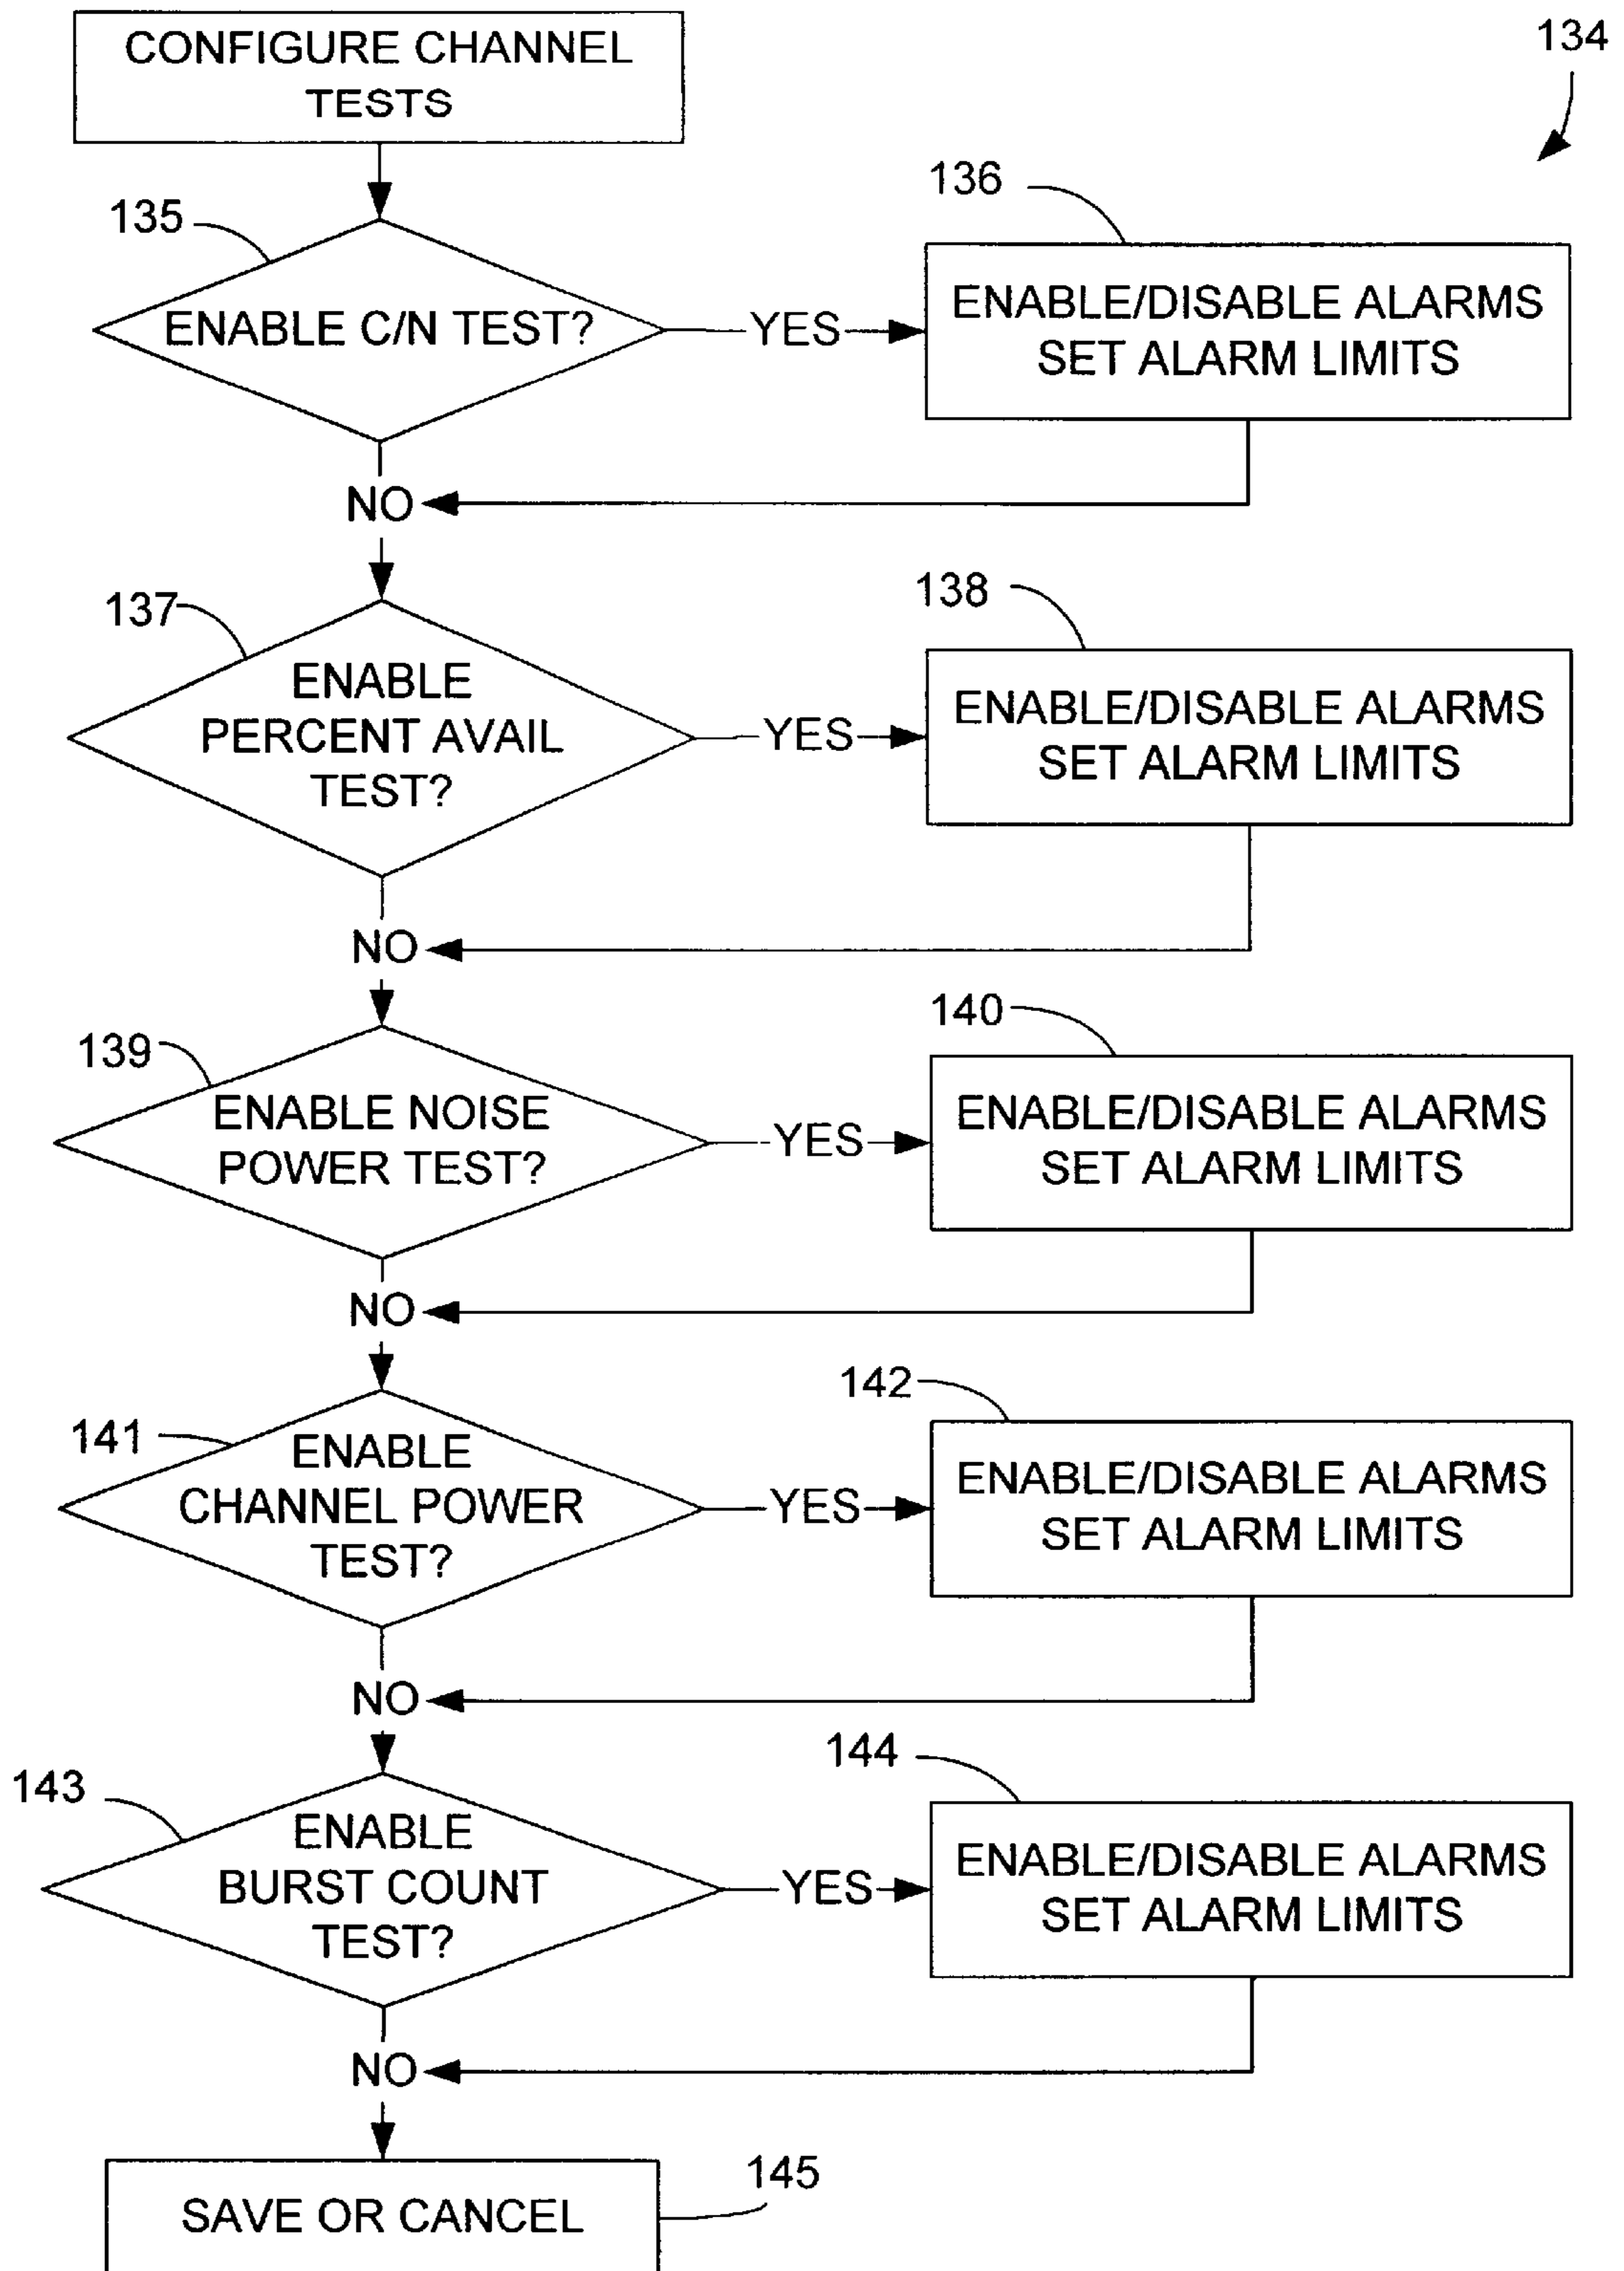 CONFIGURE CHANNEL
TESTS
134
135
ENABLE C/N TEST?
YES
136
ENABLE/DISABLE ALARMS
SET ALARM LIMITS
NO
137
ENABLE
PERCENT AVAIL
TEST?
YES
138
ENABLE/DISABLE ALARMS
SET ALARM LIMITS
NO
139
ENABLE NOISE
POWER TEST?
YES
140
ENABLE/DISABLE ALARMS
SET ALARM LIMITS
NO
141
ENABLE
CHANNEL POWER
TEST?
YES
142
ENABLE/DISABLE ALARMS
SET ALARM LIMITS
NO
143
ENABLE
BURST COUNT
TEST?
YES
144
ENABLE/DISABLE ALARMS
SET ALARM LIMITS
NO
145
SAVE OR CANCEL